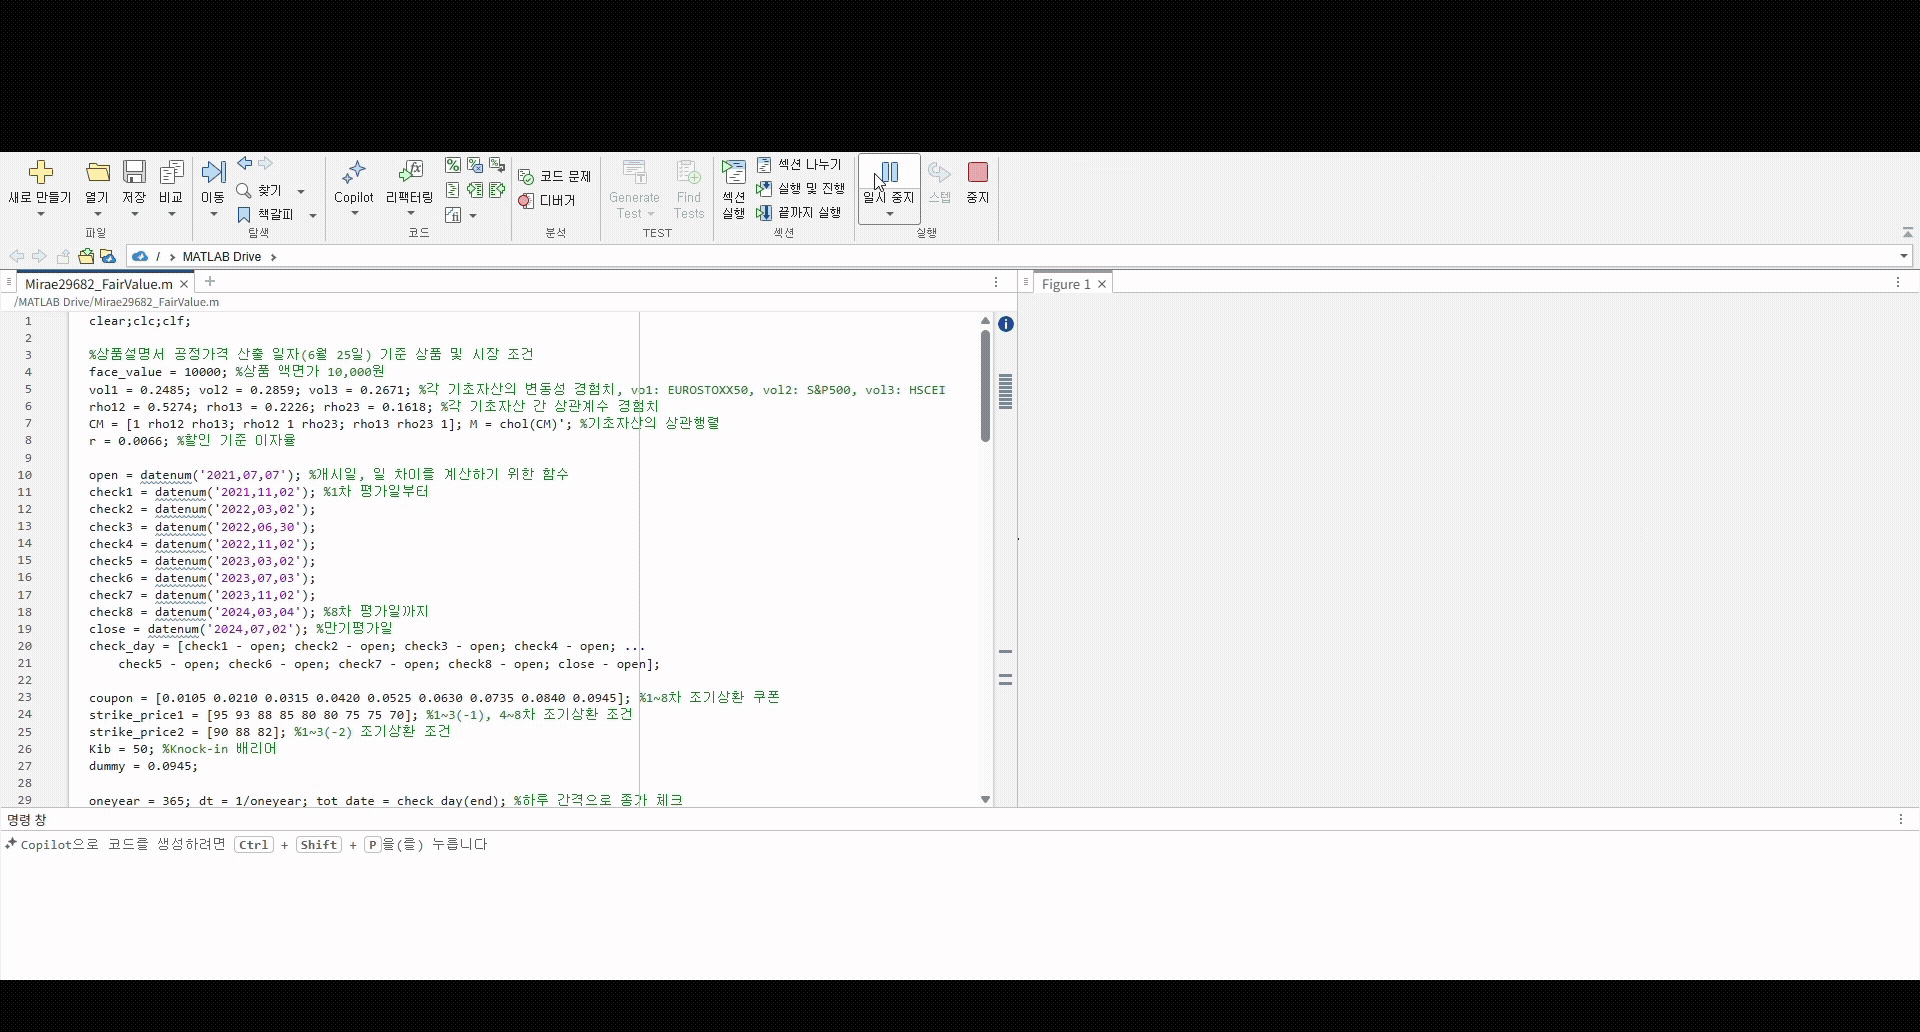 새로 만들기
열기
저장
비교
파일
이동
찾기
책갈피
탐색
Copilot
리팩터링
코드
코드 문제
디버거
분석
Generate
Test
Find
Tests
TEST
섹션
실행
섹션 나누기
실행 및 진행
끝까지 실행
섹션
일시 중지
스텝
중지
실행
/ > MATLAB Drive >
Mirae29682_FairValue.m × +
/MATLAB Drive/Mirae29682_FairValue.m
1 clear;clc;clf;
2
3 %상품설명서 공정가격 산출 일자(6월 25일) 기준 상품 및 시장 조건
4 face_value = 10000; %상품 액면가 10,000원
5 vol1 = 0.2485; vol2 = 0.2859; vol3 = 0.2671; %각 기초자산의 변동성 경험치, vol1: EUROSTOXX50, vol2: S&P500, vol3: HSCEI
6 rho12 = 0.5274; rho13 = 0.2226; rho23 = 0.1618; %각 기초자산 간 상관계수 경험치
7 CM = [1 rho12 rho13; rho12 1 rho23; rho13 rho23 1]; M = chol(CM)'; %기초자산의 상관행렬
8 r = 0.0066; %할인 기준 이자율
9
10 open = datenum('2021,07,07'); %개시일, 일 차이를 계산하기 위한 함수
11 check1 = datenum('2021,11,02'); %1차 평가일부터
12 check2 = datenum('2022,03,02');
13 check3 = datenum('2022,06,30');
14 check4 = datenum('2022,11,02');
15 check5 = datenum('2023,03,02');
16 check6 = datenum('2023,07,03');
17 check7 = datenum('2023,11,02');
18 check8 = datenum('2024,03,04'); %8차 평가일까지
19 close = datenum('2024,07,02'); %만기평가일
20 check_day = [check1 - open; check2 - open; check3 - open; check4 - open; ...
21 check5 - open; check6 - open; check7 - open; check8 - open; close - open];
22
23 coupon = [0.0105 0.0210 0.0315 0.0420 0.0525 0.0630 0.0735 0.0840 0.0945]; %1~8차 조기상환 쿠폰
24 strike_price1 = [95 93 88 85 80 80 75 75 70]; %1~3(-1), 4~8차 조기상환 조건
25 strike_price2 = [90 88 82]; %1~3(-2) 조기상환 조건
26 Kib = 50; %Knock-in 배리어
27 dummy = 0.0945;
28
29 oneyear = 365; dt = 1/oneyear; tot_date = check_day(end); %하루 간격으로 종가 체크
Figure 1 ×
명령 창
Copilot으로 코드를 생성하려면 Ctrl + Shift + P 을(를) 누릅니다